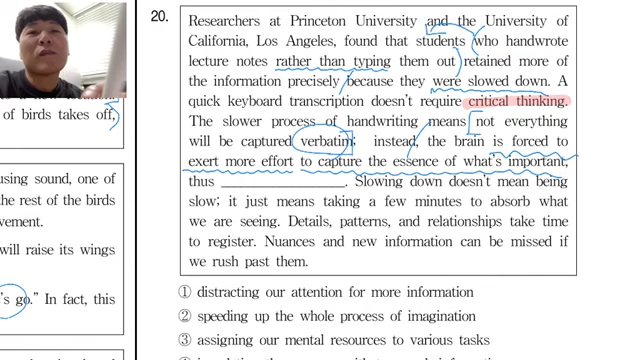 20. Researchers at Princeton University and the University of
California, Los Angeles, found that students who handwrote
lecture notes rather than typing them out retained more of
the information precisely because they were slowed down. A
quick keyboard transcription doesn't require critical thinking.
The slower process of handwriting means not everything
will be captured verbatim; instead, the brain is forced to
exert more effort to capture the essence of what's important,
thus ____________________. Slowing down doesn't mean being
slow; it just means taking a few minutes to absorb what
we are seeing. Details, patterns, and relationships take time
to register. Nuances and new information can be missed if
we rush past them.
① distracting our attention for more information
② speeding up the whole process of imagination
③ assigning our mental resources to various tasks
of birds takes off,
using sound, one of
the rest of the birds
vement.
will raise its wings
's go." In fact, this